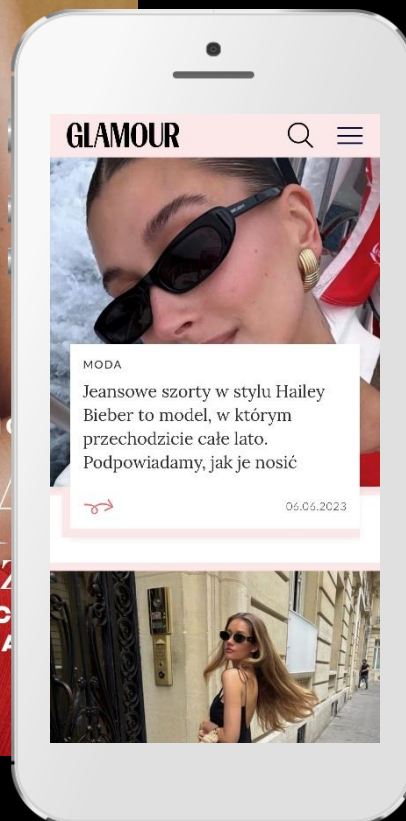 GLAMOUR
MODA
Jeansowe szorty w stylu Hailey
Bieber to model, w którym
przechodzicie całe lato.
Podpowiadamy, jak je nosić
06.06.2023